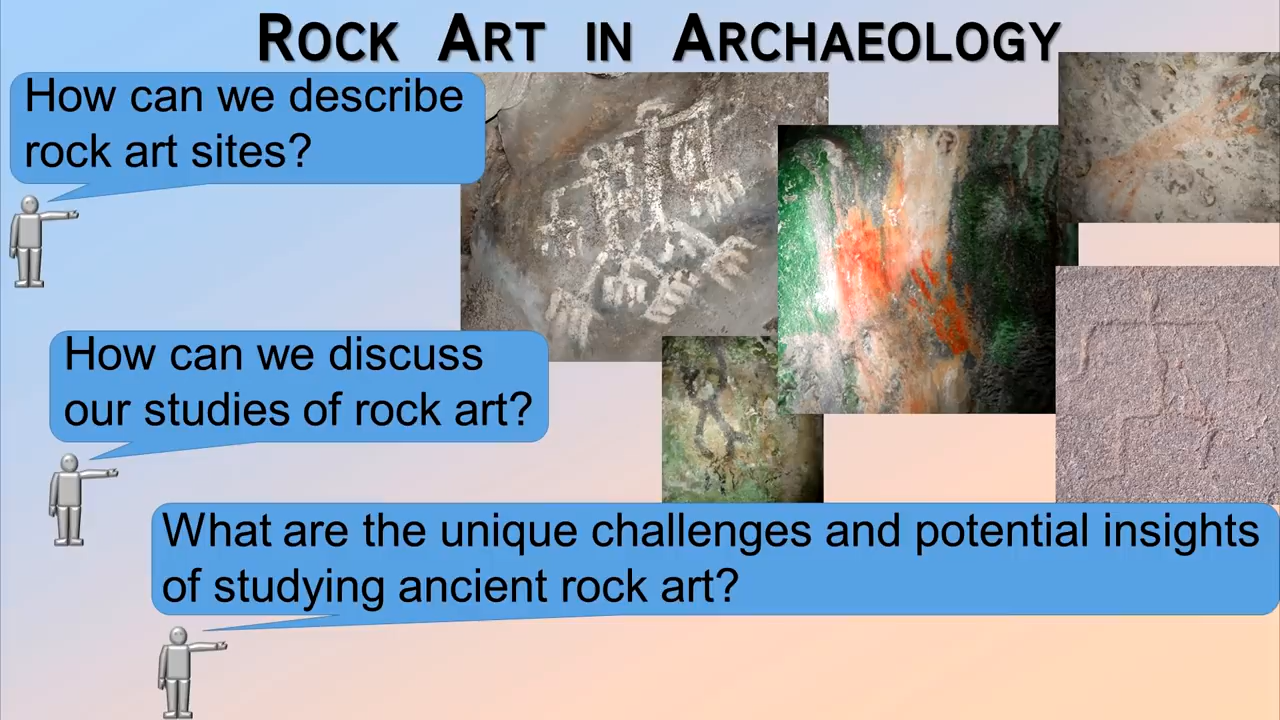 Rock Art in Archaeology
How can we describe
rock art sites?
How can we discuss
our studies of rock art?
What are the unique challenges and potential insights
of studying ancient rock art?